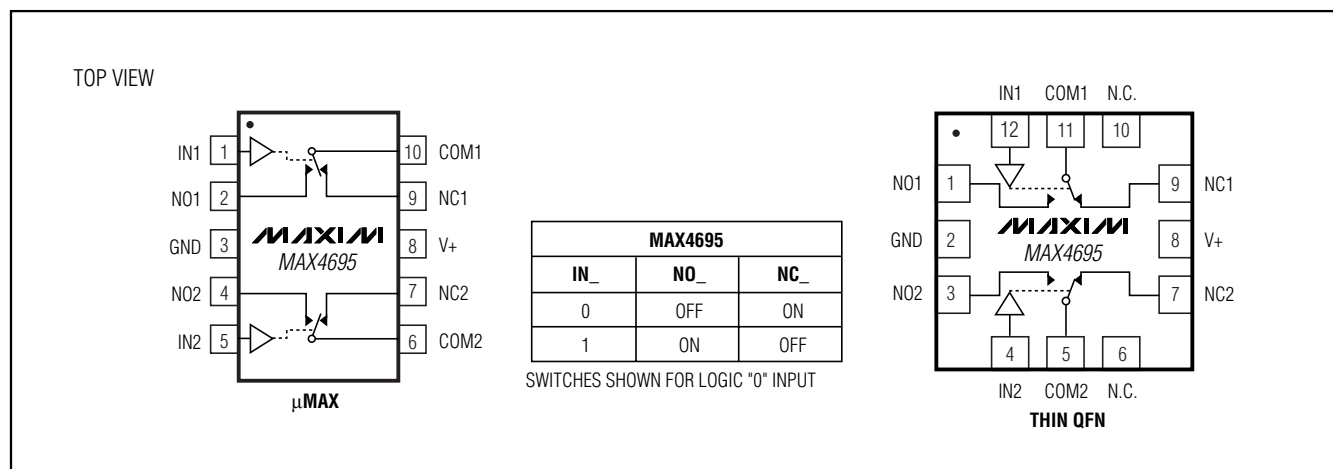 TOP VIEW
IN1 1
NO1 2
GND 3
NO2 4
IN2 5
10 COM1
9 NC1
8 V+
7 NC2
6 COM2
MAXIM
MAX4695
µMAX
MAX4695
IN_ NO_ NC_
0 OFF ON
1 ON OFF
SWITCHES SHOWN FOR LOGIC "0" INPUT
IN1 COM1 N.C.
12 11 10
NO1 1
GND 2
NO2 3
9 NC1
8 V+
7 NC2
MAXIM
MAX4695
4 5 6
IN2 COM2 N.C.
THIN QFN